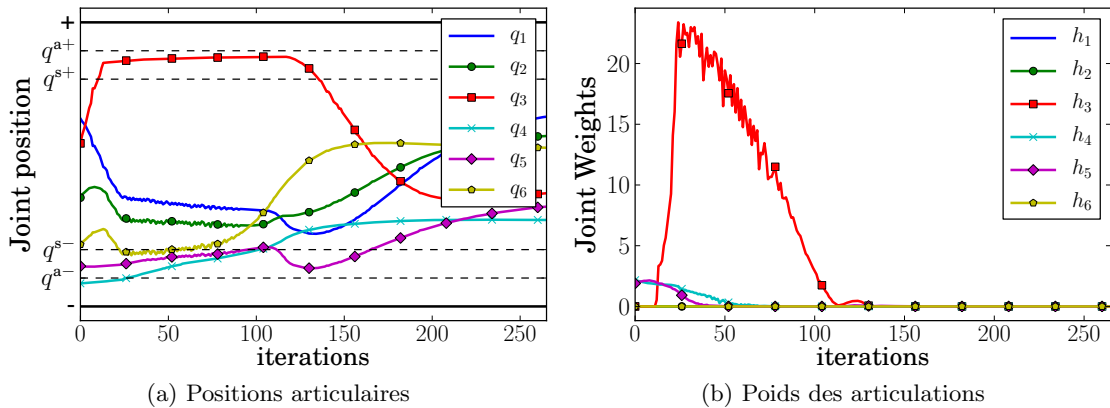 +
q^{a+}
q^{s+}
q^{s−}
q^{a−}
-
Joint position
q_1
q_2
q_3
q_4
q_5
q_6
0 50 100 150 200 250
iterations
(a) Positions articulaires
20
15
10
5
0
Joint Weights
h_1
h_2
h_3
h_4
h_5
h_6
0 50 100 150 200 250
iterations
(b) Poids des articulations